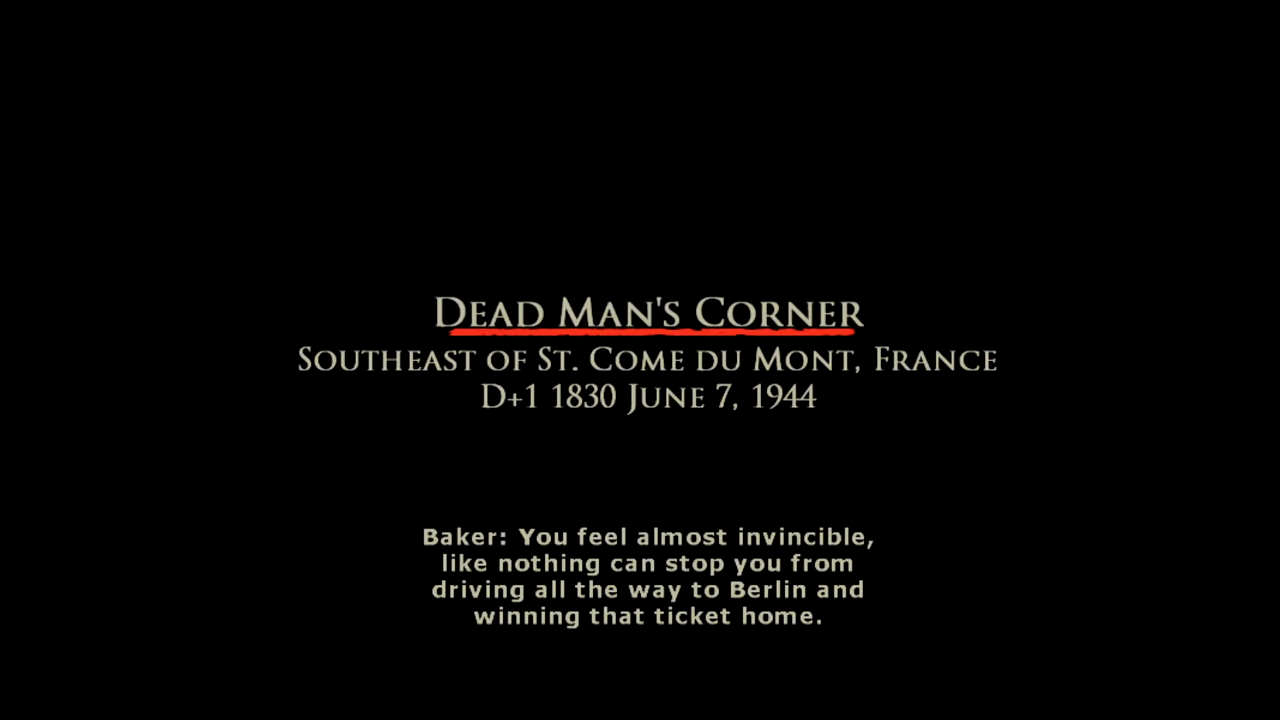 Dead Man's Corner
Southeast of St. Come du Mont, France
D+1 1830 June 7, 1944
Baker: You feel almost invincible,
like nothing can stop you from
driving all the way to Berlin and
winning that ticket home.